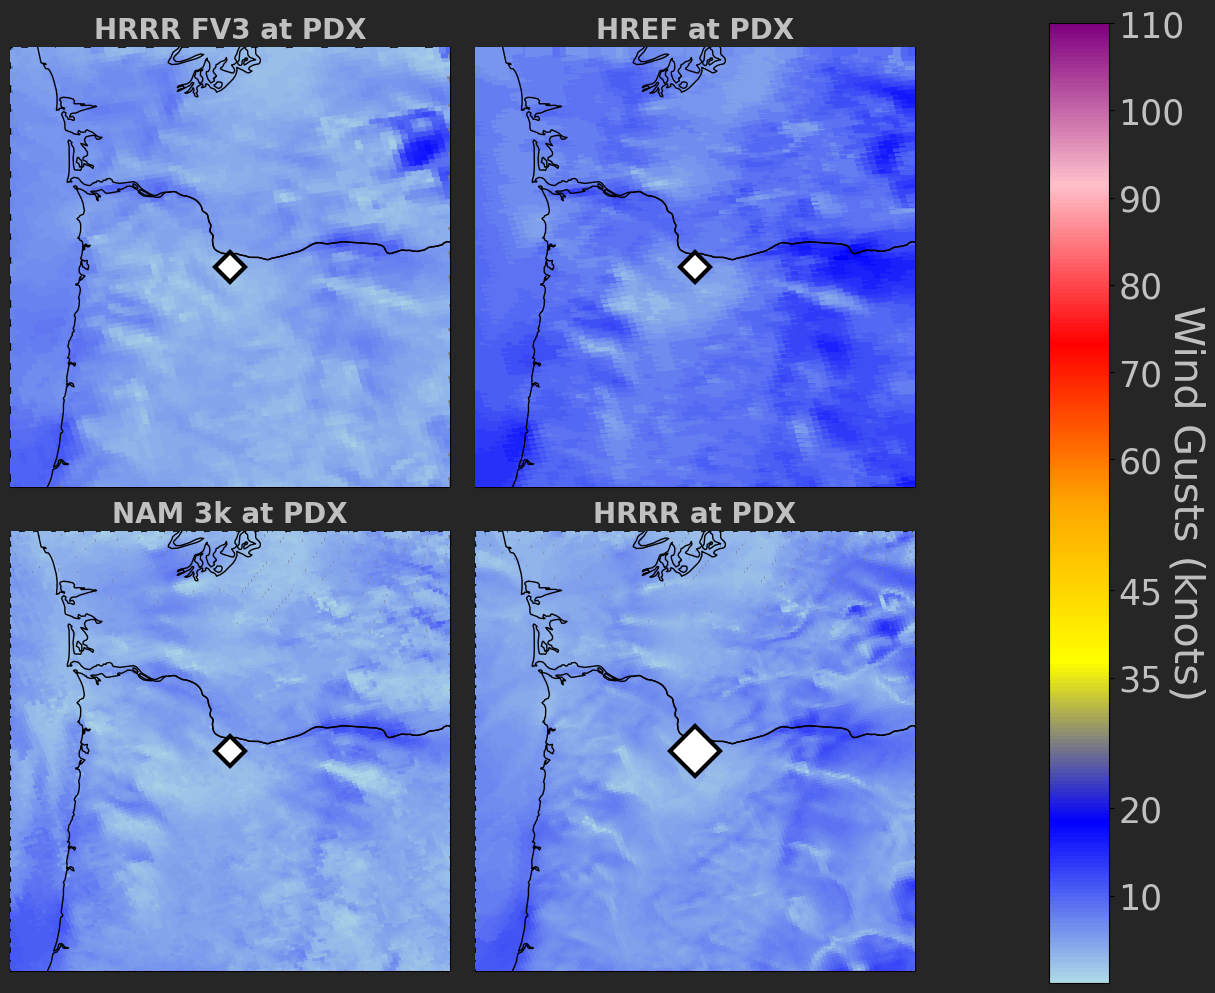 HRRR FV3 at PDX
HREF at PDX
NAM 3k at PDX
HRRR at PDX
110
100
90
80
70
60
45
35
20
10
Wind Gusts (knots)